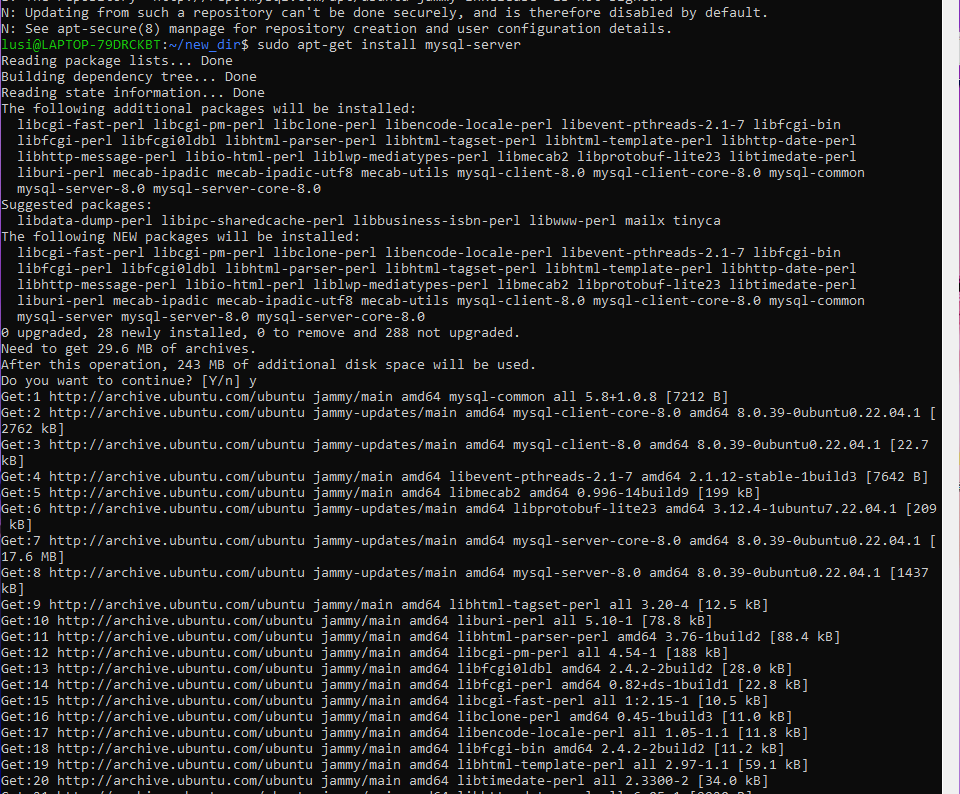 N: Updating from such a repository can't be done securely, and is therefore disabled by default.
N: See apt-secure(8) manpage for repository creation and user configuration details.
lusi@LAPTOP-79DRCKBT:~/new_dir$ sudo apt-get install mysql-server
Reading package lists... Done
Building dependency tree... Done
Reading state information... Done
The following additional packages will be installed:
  libcgi-fast-perl libcgi-pm-perl libclone-perl libencode-locale-perl libevent-pthreads-2.1-7 libfcgi-bin
  libfcgi-perl libfcgi0ldbl libhtml-parser-perl libhtml-tagset-perl libhtml-template-perl libhttp-date-perl
  libhttp-message-perl libio-html-perl liblwp-mediatypes-perl libmecab2 libprotobuf-lite23 libtimedate-perl
  liburi-perl mecab-ipadic mecab-ipadic-utf8 mecab-utils mysql-client-8.0 mysql-client-core-8.0 mysql-common
  mysql-server-8.0 mysql-server-core-8.0
Suggested packages:
  libdata-dump-perl libipc-sharedcache-perl libbusiness-isbn-perl libwww-perl mailx tinyca
The following NEW packages will be installed:
  libcgi-fast-perl libcgi-pm-perl libclone-perl libencode-locale-perl libevent-pthreads-2.1-7 libfcgi-bin
  libfcgi-perl libfcgi0ldbl libhtml-parser-perl libhtml-tagset-perl libhtml-template-perl libhttp-date-perl
  libhttp-message-perl libio-html-perl liblwp-mediatypes-perl libmecab2 libprotobuf-lite23 libtimedate-perl
  liburi-perl mecab-ipadic mecab-ipadic-utf8 mecab-utils mysql-client-8.0 mysql-client-core-8.0 mysql-common
  mysql-server mysql-server-8.0 mysql-server-core-8.0
0 upgraded, 28 newly installed, 0 to remove and 288 not upgraded.
Need to get 29.6 MB of archives.
After this operation, 243 MB of additional disk space will be used.
Do you want to continue? [Y/n] y
Get:1 http://archive.ubuntu.com/ubuntu jammy/main amd64 mysql-common all 5.8+1.0.8 [7212 B]
Get:2 http://archive.ubuntu.com/ubuntu jammy-updates/main amd64 mysql-client-core-8.0 amd64 8.0.39-0ubuntu0.22.04.1 [
2762 kB]
Get:3 http://archive.ubuntu.com/ubuntu jammy-updates/main amd64 mysql-client-8.0 amd64 8.0.39-0ubuntu0.22.04.1 [22.7
kB]
Get:4 http://archive.ubuntu.com/ubuntu jammy/main amd64 libevent-pthreads-2.1-7 amd64 2.1.12-stable-1build3 [7642 B]
Get:5 http://archive.ubuntu.com/ubuntu jammy/main amd64 libmecab2 amd64 0.996-14build9 [199 kB]
Get:6 http://archive.ubuntu.com/ubuntu jammy-updates/main amd64 libprotobuf-lite23 amd64 3.12.4-1ubuntu7.22.04.1 [209
 kB]
Get:7 http://archive.ubuntu.com/ubuntu jammy-updates/main amd64 mysql-server-core-8.0 amd64 8.0.39-0ubuntu0.22.04.1 [
17.6 MB]
Get:8 http://archive.ubuntu.com/ubuntu jammy-updates/main amd64 mysql-server-8.0 amd64 8.0.39-0ubuntu0.22.04.1 [1437
kB]
Get:9 http://archive.ubuntu.com/ubuntu jammy/main amd64 libhtml-tagset-perl all 3.20-4 [12.5 kB]
Get:10 http://archive.ubuntu.com/ubuntu jammy/main amd64 liburi-perl all 5.10-1 [78.8 kB]
Get:11 http://archive.ubuntu.com/ubuntu jammy/main amd64 libhtml-parser-perl amd64 3.76-1build2 [88.4 kB]
Get:12 http://archive.ubuntu.com/ubuntu jammy/main amd64 libcgi-pm-perl all 4.54-1 [188 kB]
Get:13 http://archive.ubuntu.com/ubuntu jammy/main amd64 libfcgi0ldbl amd64 2.4.2-2build2 [28.0 kB]
Get:14 http://archive.ubuntu.com/ubuntu jammy/main amd64 libfcgi-perl amd64 0.82+ds-1build1 [22.8 kB]
Get:15 http://archive.ubuntu.com/ubuntu jammy/main amd64 libcgi-fast-perl all 1:2.15-1 [10.5 kB]
Get:16 http://archive.ubuntu.com/ubuntu jammy/main amd64 libclone-perl amd64 0.45-1build3 [11.0 kB]
Get:17 http://archive.ubuntu.com/ubuntu jammy/main amd64 libencode-locale-perl all 1.05-1.1 [11.8 kB]
Get:18 http://archive.ubuntu.com/ubuntu jammy/main amd64 libfcgi-bin amd64 2.4.2-2build2 [11.2 kB]
Get:19 http://archive.ubuntu.com/ubuntu jammy/main amd64 libhtml-template-perl all 2.97-1.1 [59.1 kB]
Get:20 http://archive.ubuntu.com/ubuntu jammy/main amd64 libtimedate-perl all 2.3300-2 [34.0 kB]